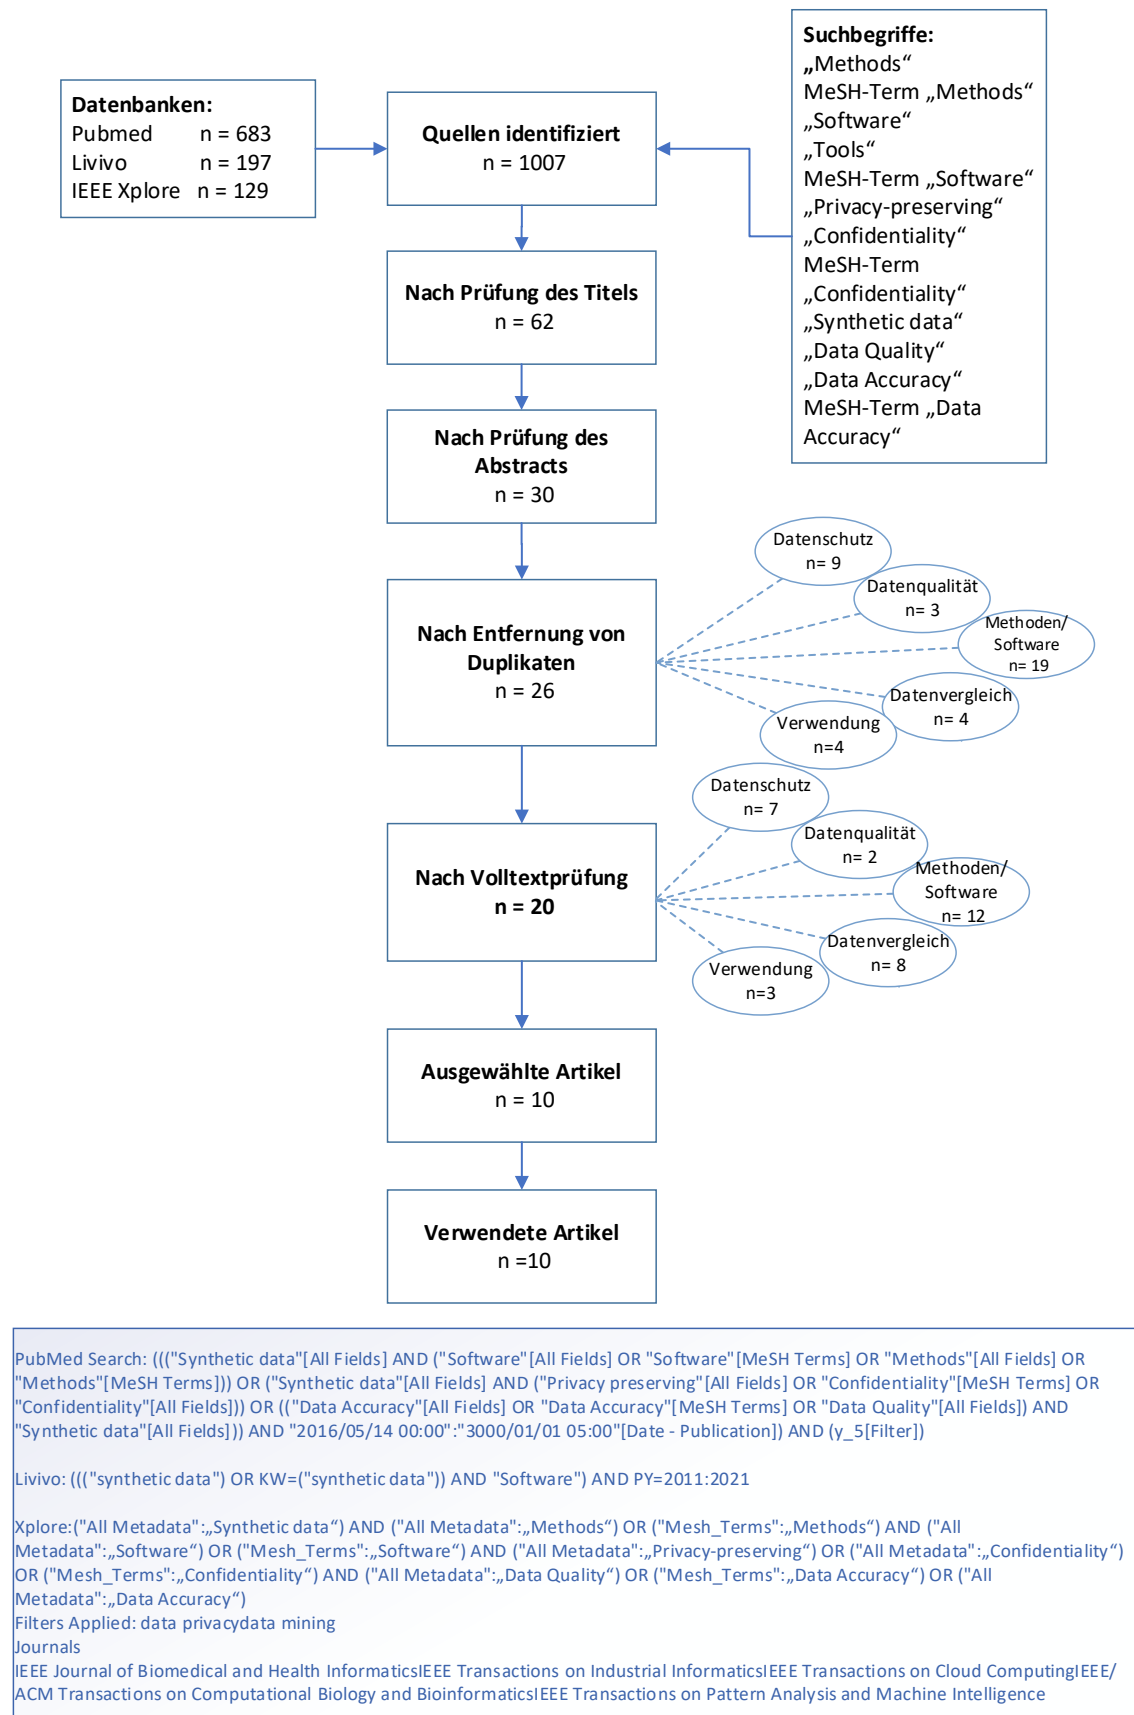 Datenbanken:
Pubmed n = 683
Livivo n = 197
IEEE Xplore n = 129
Quellen identifiziert
n = 1007
Suchbegriffe:
„Methods“
MeSH-Term „Methods“
„Software“
„Tools“
MeSH-Term „Software“
„Privacy-preserving“
„Confidentiality“
MeSH-Term
„Confidentiality“
„Synthetic data“
„Data Quality“
„Data Accuracy“
MeSH-Term „Data
Accuracy“
Nach Prüfung des Titels
n = 62
Nach Prüfung des
Abstracts
n = 30
Nach Entfernung von
Duplikaten
n = 26
Datenschutz
n= 9
Datenqualität
n= 3
Methoden/
Software
n= 19
Datenvergleich
n= 4
Verwendung
n=4
Nach Volltextprüfung
n = 20
Datenschutz
n= 7
Datenqualität
n= 2
Methoden/
Software
n= 12
Datenvergleich
n= 8
Verwendung
n=3
Ausgewählte Artikel
n = 10
Verwendete Artikel
n =10
PubMed Search: ((("Synthetic data"[All Fields] AND ("Software"[All Fields] OR "Software"[MeSH Terms] OR "Methods"[All Fields] OR
"Methods"[MeSH Terms])) OR ("Synthetic data"[All Fields] AND ("Privacy preserving"[All Fields] OR "Confidentiality"[MeSH Terms] OR
"Confidentiality"[All Fields])) OR (("Data Accuracy"[All Fields] OR "Data Accuracy"[MeSH Terms] OR "Data Quality"[All Fields]) AND
"Synthetic data"[All Fields])) AND "2016/05/14 00:00":"3000/01/01 05:00"[Date - Publication]) AND (y_5[Filter])
Livivo: ((("synthetic data") OR KW=("synthetic data")) AND "Software") AND PY=2011:2021
Xplore:("All Metadata":„Synthetic data“) AND ("All Metadata":„Methods“) OR ("Mesh_Terms":„Methods“) AND ("All
Metadata":„Software“) OR ("Mesh_Terms":„Software“) AND ("All Metadata":„Privacy-preserving“) OR ("All Metadata":„Confidentiality“)
OR ("Mesh_Terms":„Confidentiality“) AND ("All Metadata":„Data Quality“) OR ("Mesh_Terms":„Data Accuracy“) OR ("All
Metadata":„Data Accuracy“)
Filters Applied: data privacydata mining
Journals
IEEE Journal of Biomedical and Health InformaticsIEEE Transactions on Industrial InformaticsIEEE Transactions on Cloud ComputingIEEE/
ACM Transactions on Computational Biology and BioinformaticsIEEE Transactions on Pattern Analysis and Machine Intelligence